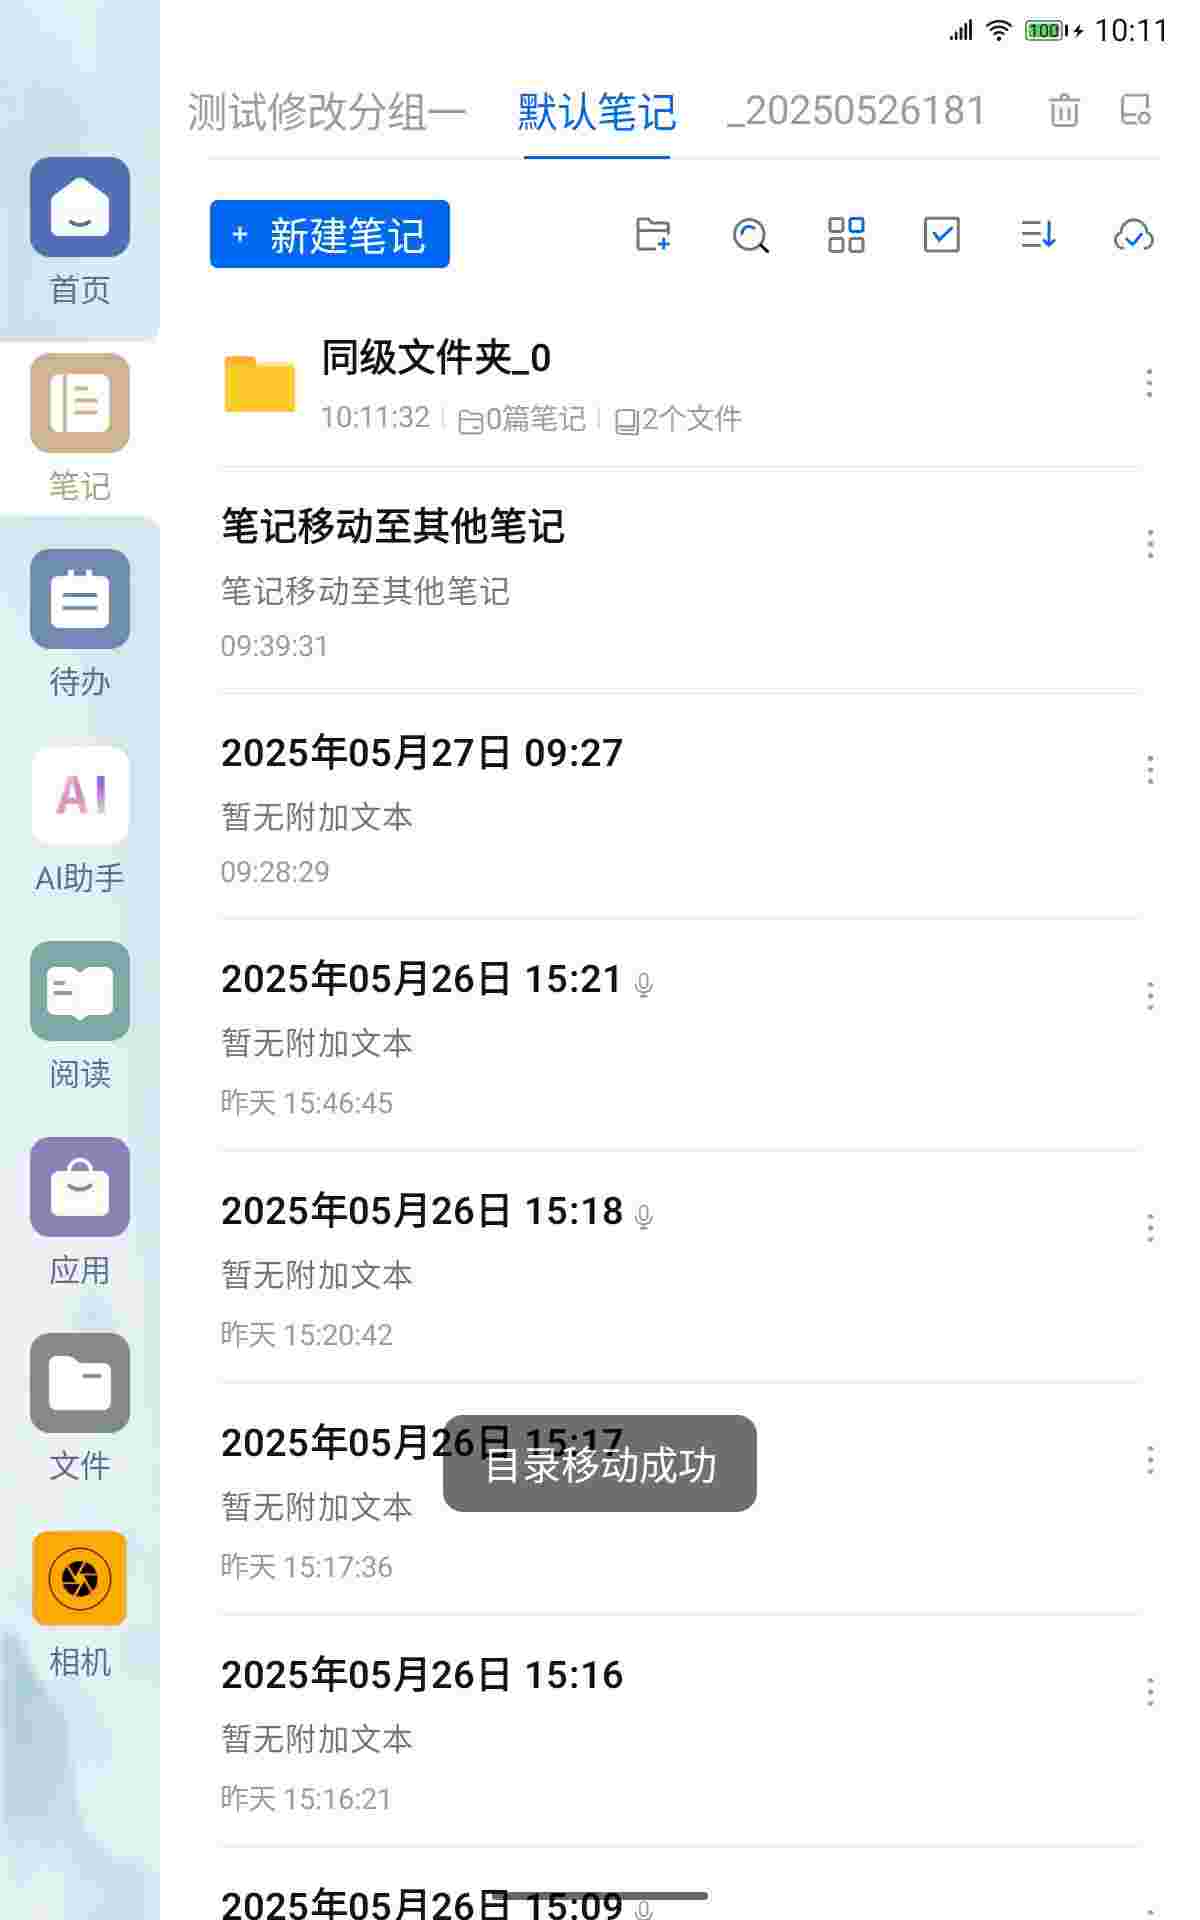 100 10:11
测试修改分组一 默认笔记 _20250526181
+ 新建笔记
同级文件夹_0
10:11:32 0篇笔记 2个文件
笔记移动至其他笔记
笔记移动至其他笔记
09:39:31
2025年05月27日 09:27
暂无附加文本
09:28:29
2025年05月26日 15:21
暂无附加文本
昨天 15:46:45
2025年05月26日 15:18
暂无附加文本
昨天 15:20:42
2025年05月26日 15:17
目录移动成功
暂无附加文本
昨天 15:17:36
2025年05月26日 15:16
暂无附加文本
昨天 15:16:21
2025年05月26日 15:09
首页
笔记
待办
AI
AI助手
阅读
应用
文件
相机